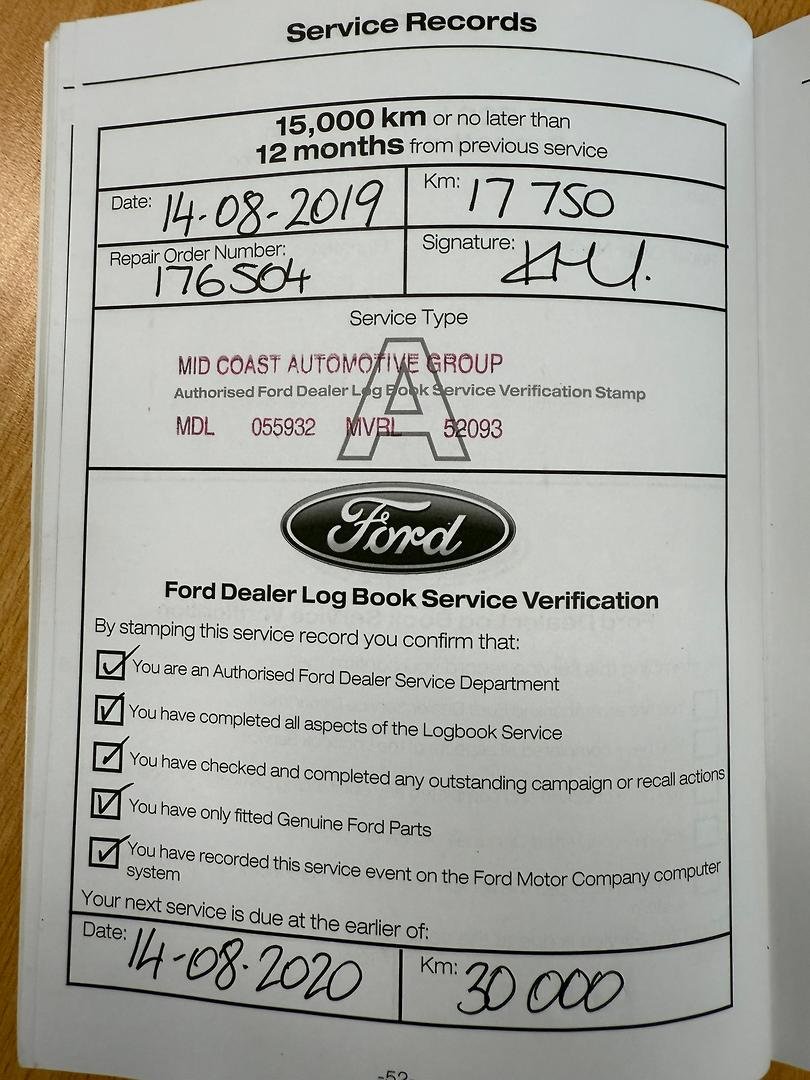 Service Records
15,000 km or no later than
12 months from previous service
Date: 14-08-2019 Km: 17 750
Repair Order Number: 176504 Signature:
Service Type
A
MID COAST AUTOMOTIVE GROUP
Authorised Ford Dealer Log Book Service Verification Stamp
MDL 055932 MVRL 52093
Ford
Ford Dealer Log Book Service Verification
By stamping this service record you confirm that:
You are an Authorised Ford Dealer Service Department
You have completed all aspects of the Logbook Service
You have checked and completed any outstanding campaign or recall actions
You have only fitted Genuine Ford Parts
You have recorded this service event on the Ford Motor Company computer
system
Your next service is due at the earlier of:
Date: 14-08-2020 Km: 30 000
-52-